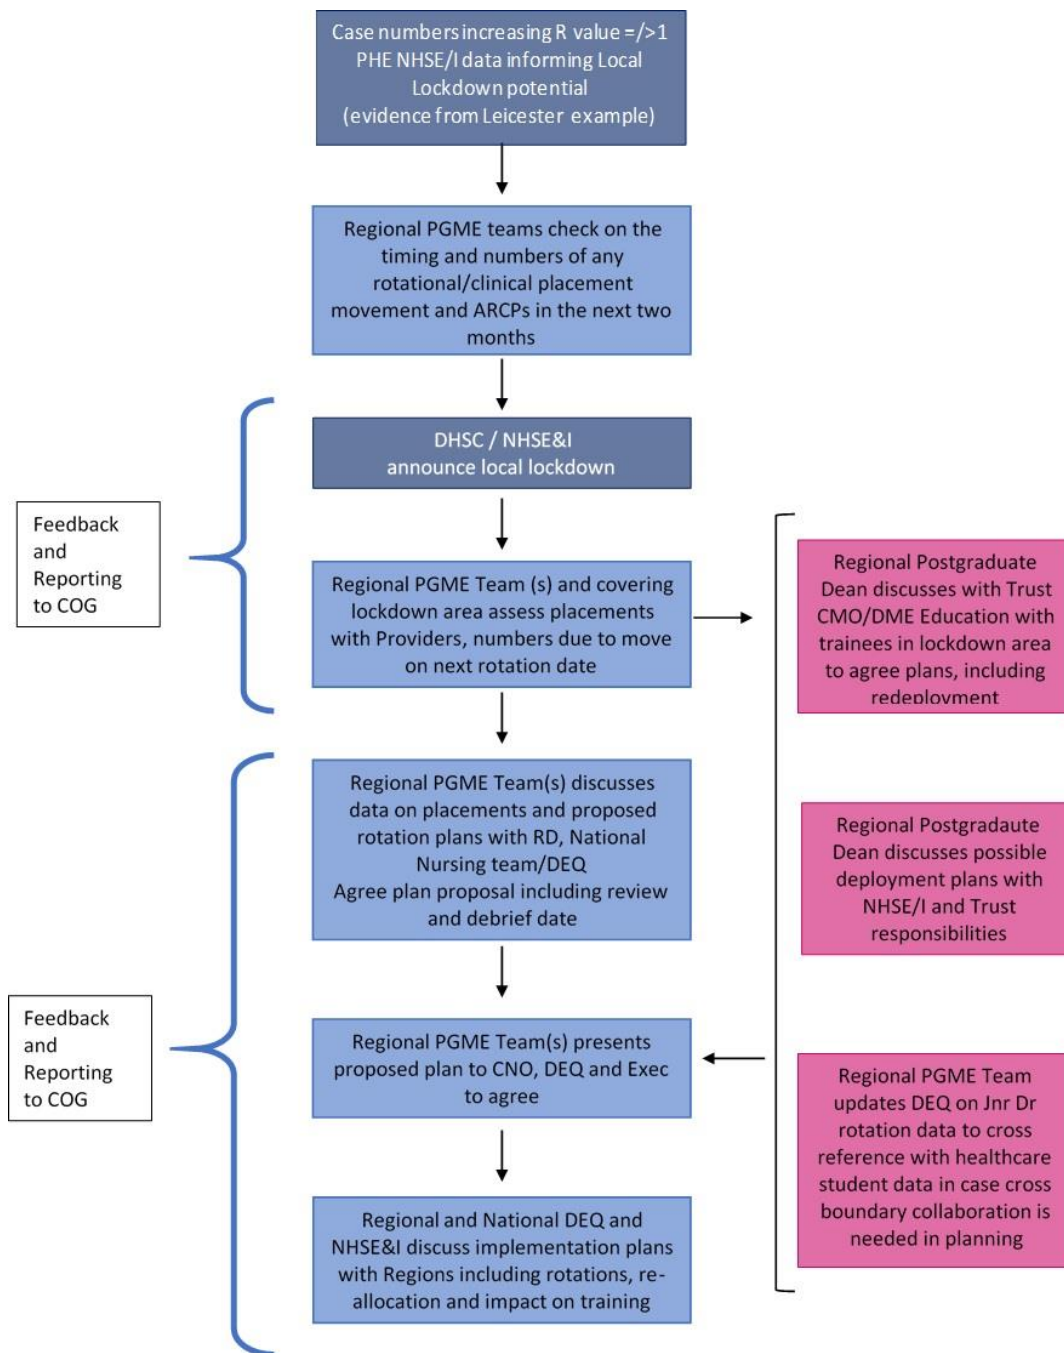 Case numbers increasing R value =/>1
PHE NHSE/I data informing Local
Lockdown potential
(evidence from Leicester example)
Regional PGME teams check on the
timing and numbers of any
rotational/clinical placement
movement and ARCPs in the next two
months
DHSC / NHSE&I
announce local lockdown
Feedback
and
Reporting
to COG
Regional PGME Team (s) and covering
lockdown area assess placements
with Providers, numbers due to move
on next rotation date
Regional Postgraduate
Dean discusses with Trust
CMO/DME Education with
trainees in lockdown area
to agree plans, including
redeployment
Regional PGME Team(s) discusses
data on placements and proposed
rotation plans with RD, National
Nursing team/DEQ
Agree plan proposal including review
and debrief date
Regional Postgradaute
Dean discusses possible
deployment plans with
NHSE/I and Trust
responsibilities
Feedback
and
Reporting
to COG
Regional PGME Team(s) presents
proposed plan to CNO, DEQ and Exec
to agree
Regional PGME Team
updates DEQ on Jnr Dr
rotation data to cross
reference with healthcare
student data in case cross
boundary collaboration is
needed in planning
Regional and National DEQ and
NHSE&I discuss implementation plans
with Regions including rotations, re-
allocation and impact on training